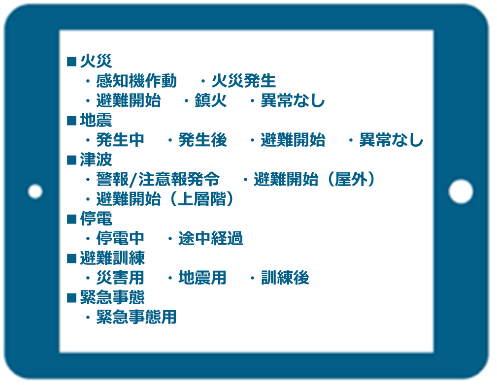 ■火災
・感知機作動　・火災発生
・避難開始　・鎮火　・異常なし
■地震
・発生中　・発生後　・避難開始　・異常なし
■津波
・警報/注意報発令　・避難開始（屋外）
・避難開始（上層階）
■停電
・停電中　・途中経過
■避難訓練
・災害用　・地震用　・訓練後
■緊急事態
・緊急事態用